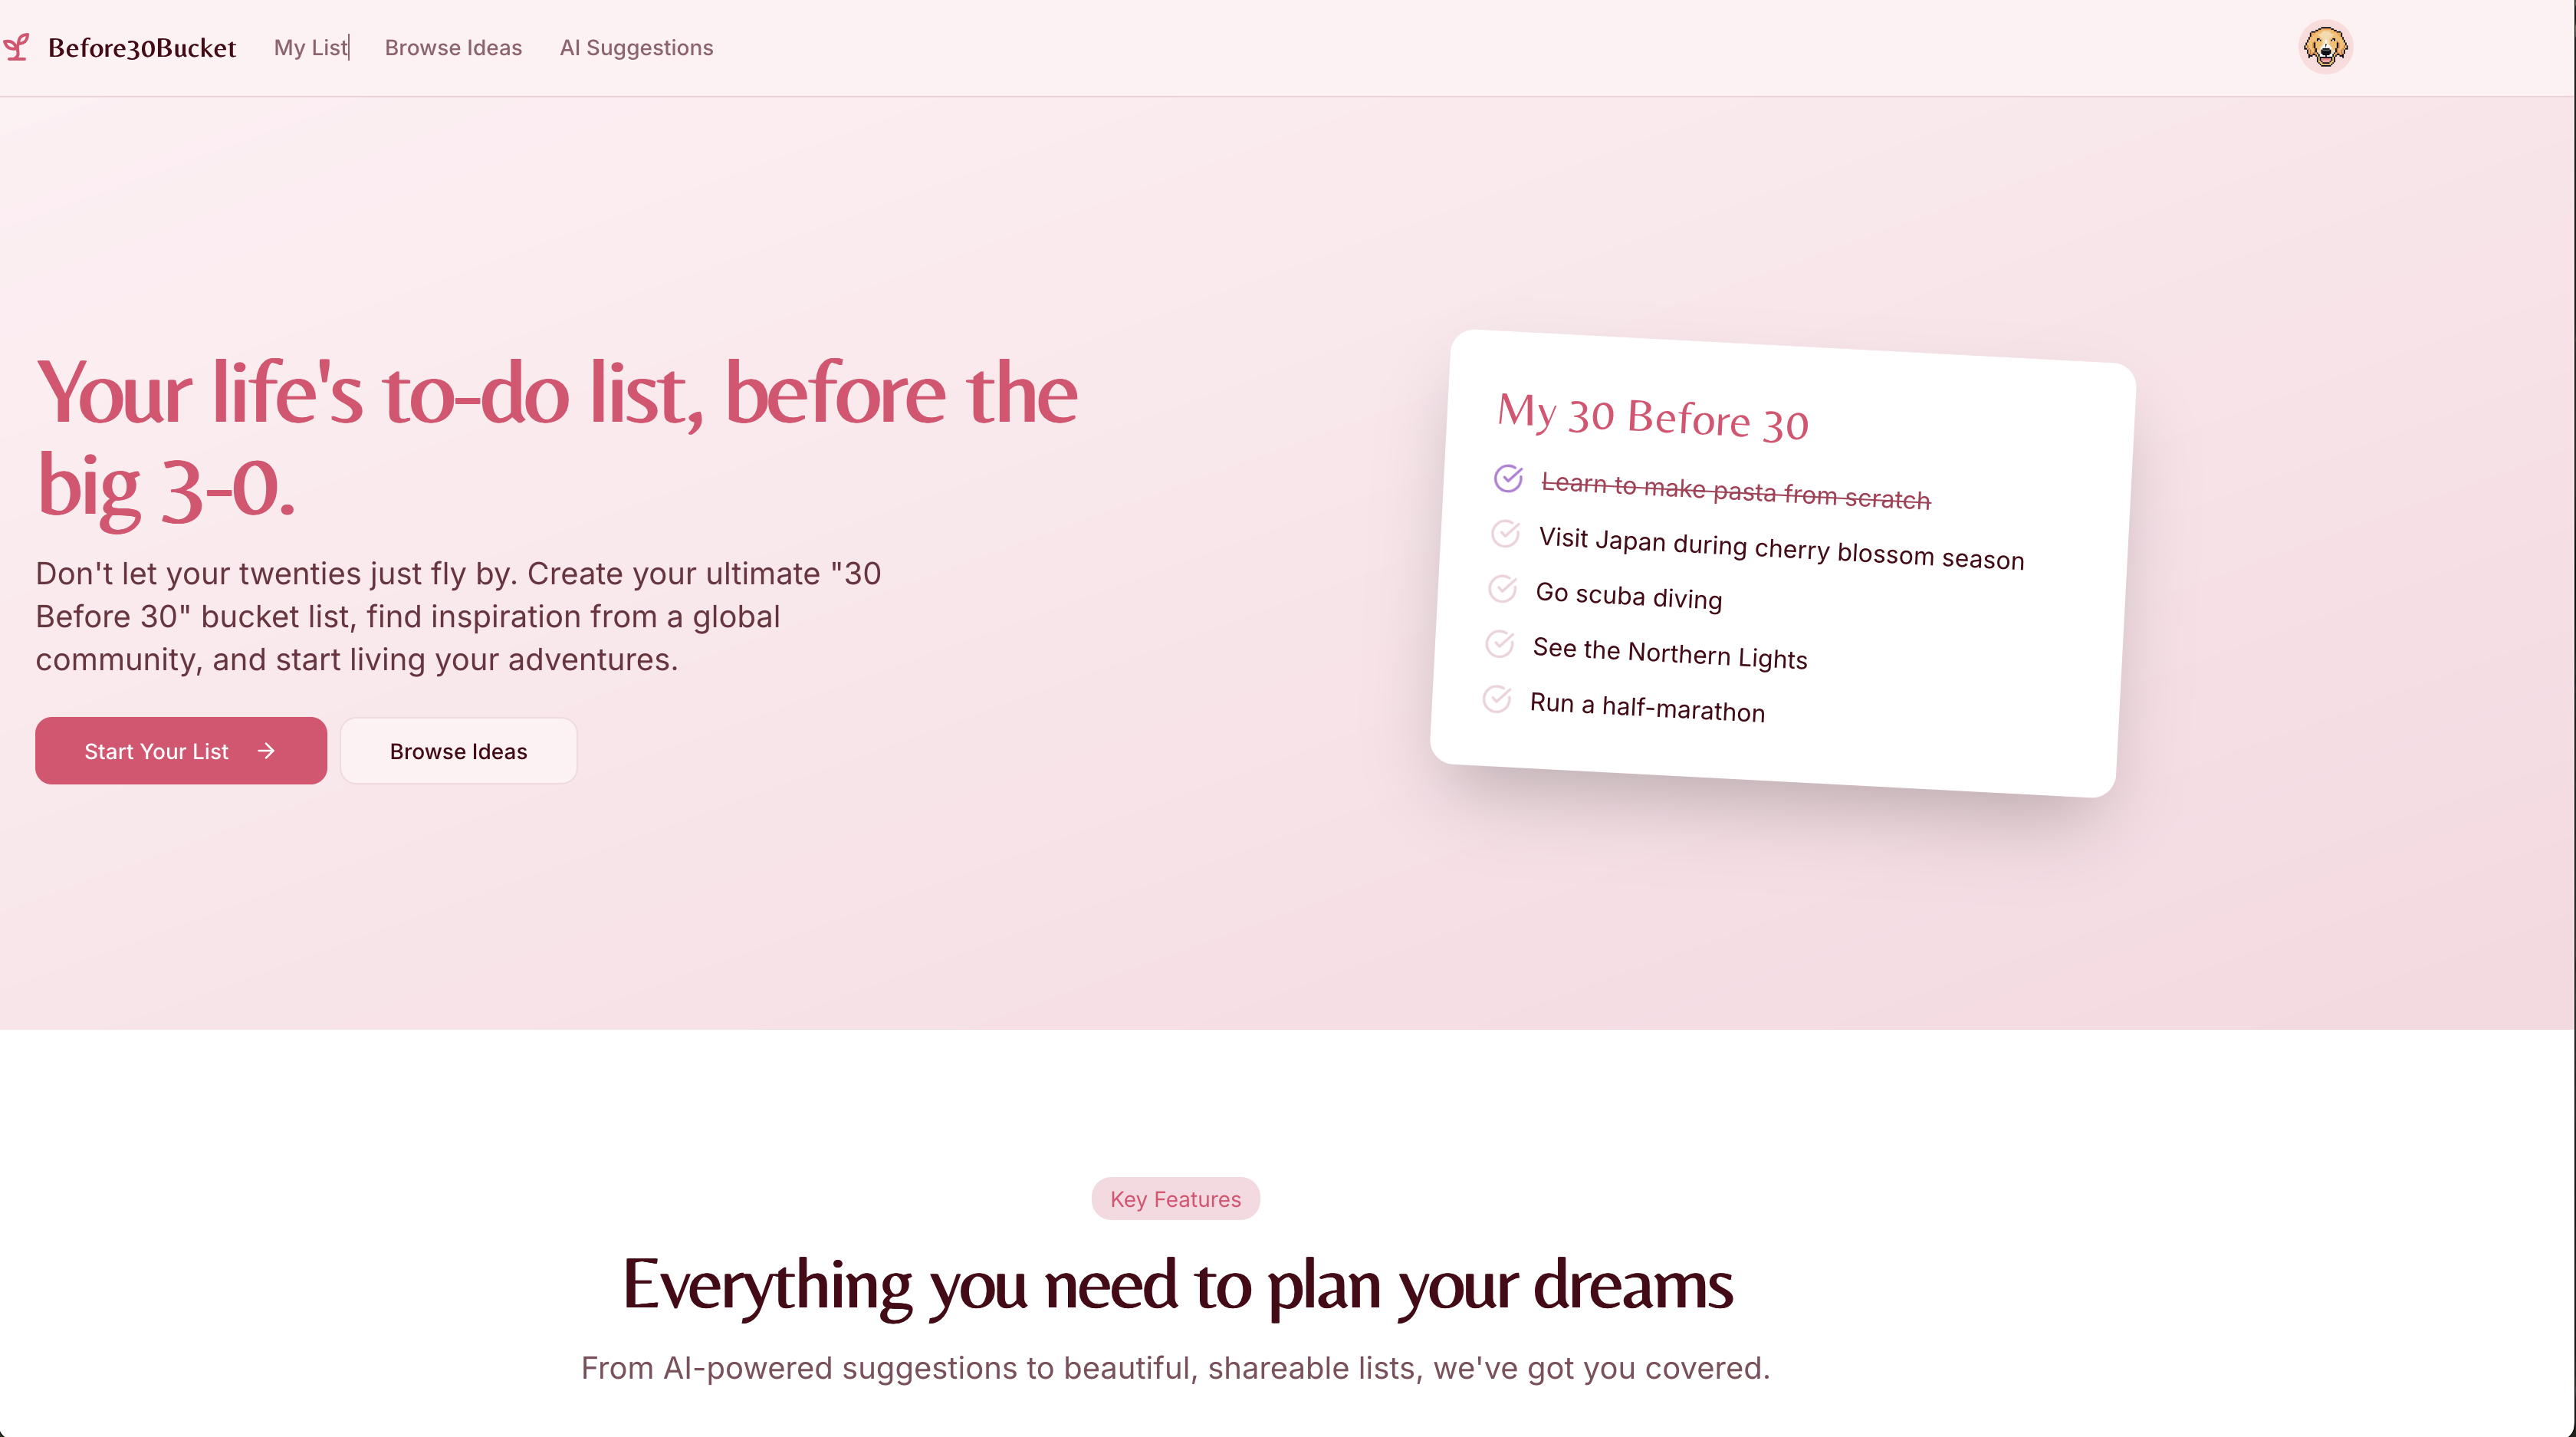 Before30Bucket My List Browse Ideas AI Suggestions
Your life's to-do list, before the
big 3-0.
Don't let your twenties just fly by. Create your ultimate "30
Before 30" bucket list, find inspiration from a global
community, and start living your adventures.
Start Your List → Browse Ideas
My 30 Before 30
Learn to make pasta from scratch
Visit Japan during cherry blossom season
Go scuba diving
See the Northern Lights
Run a half-marathon
Key Features
Everything you need to plan your dreams
From AI-powered suggestions to beautiful, shareable lists, we've got you covered.